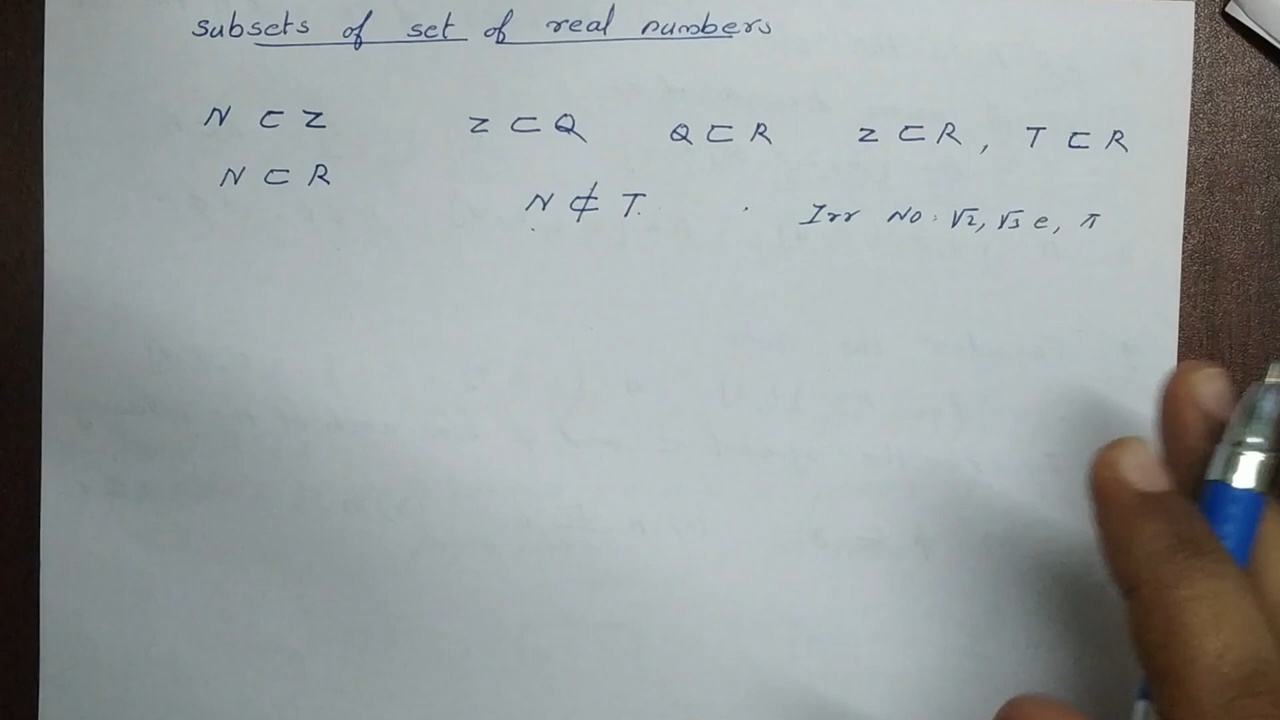 subsets of set of real numbers
N ⊂ Z Z ⊂ Q Q ⊂ R Z ⊂ R, T ⊂ R
N ⊂ R
N ⊄ T. Irr No: √2, √3 e, π